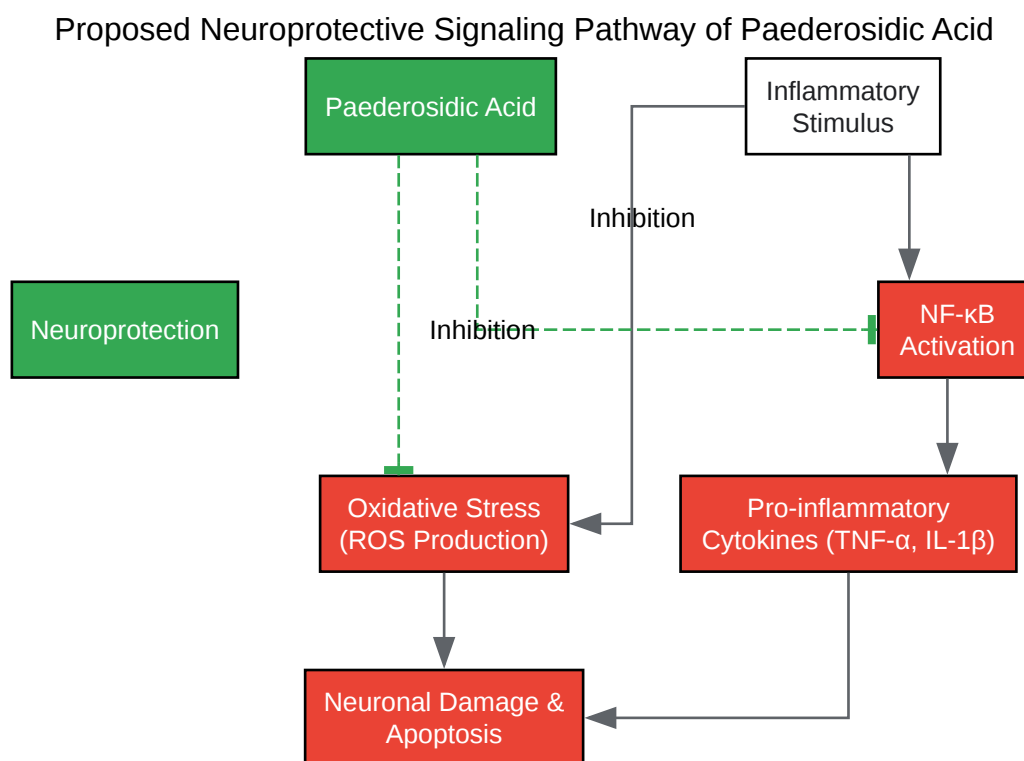 Proposed Neuroprotective Signaling Pathway of Paederosidic Acid
Paederosidic Acid
Inflammatory
Stimulus
Inhibition
Neuroprotection
Inhibition
NF-κB
Activation
Oxidative Stress
(ROS Production)
Pro-inflammatory
Cytokines (TNF-α, IL-1β)
Neuronal Damage &
Apoptosis